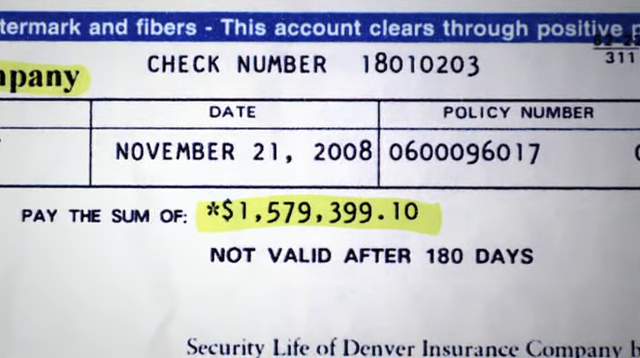 termark and fibers - This account clears through positive p
mpany CHECK NUMBER 18010203
311
DATE POLICY NUMBER
NOVEMBER 21, 2008 0600096017
PAY THE SUM OF: *$1,579,399.10
NOT VALID AFTER 180 DAYS
Security Life of Denver Insurance Company b